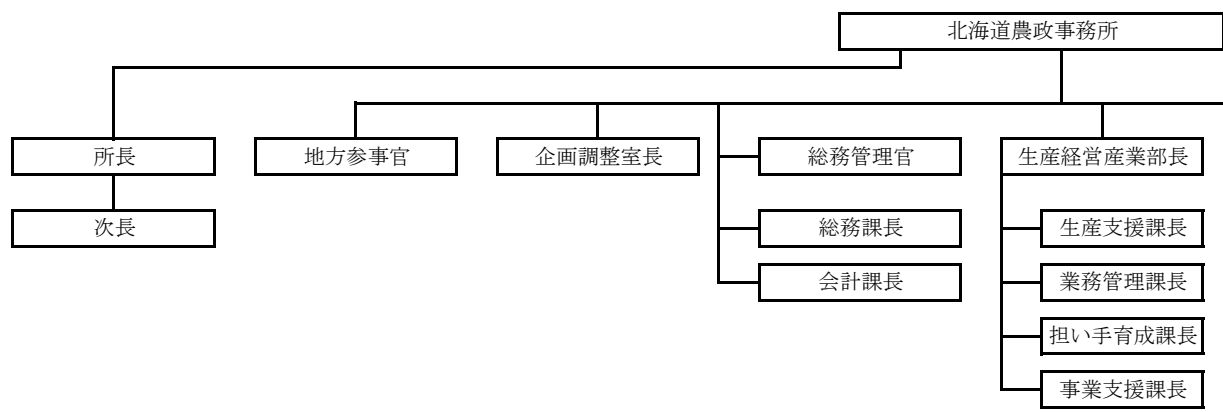 北海道農政事務所
所長
地方参事官
企画調整室長
総務管理官
生産経営産業部長
次長
総務課長
生産支援課長
会計課長
業務管理課長
担い手育成課長
事業支援課長